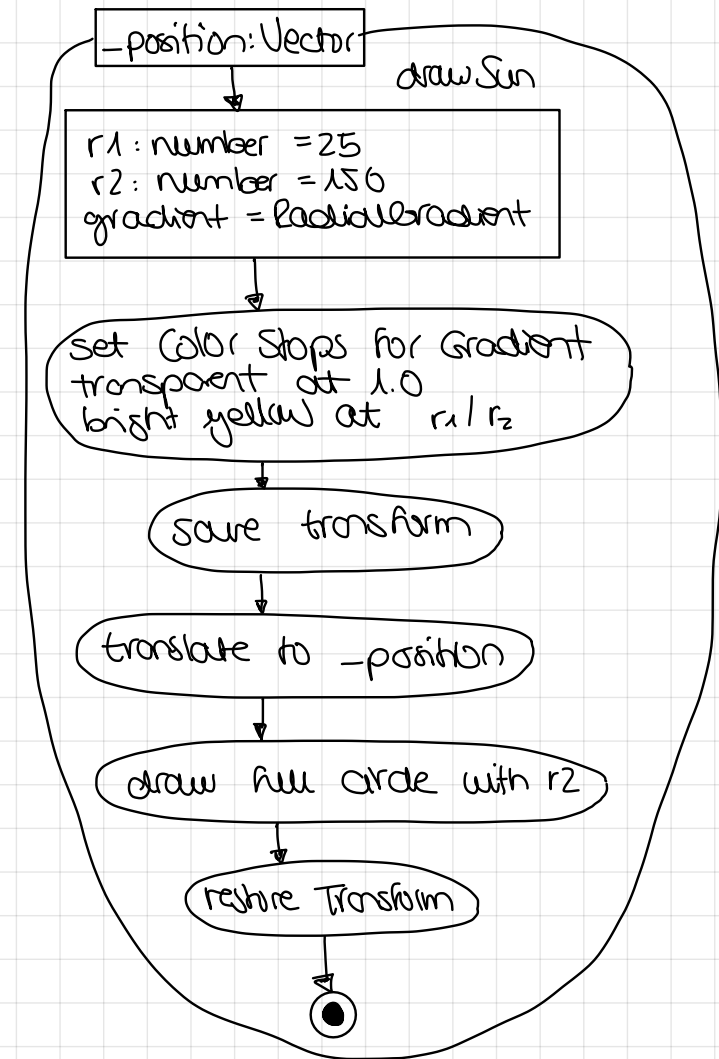 _position: Vector
drawSun
r1 : number = 25
r2 : number = 150
gradient = RadialGradient
set Color Stops for Gradient
transparent at 1.0
bright yellow at r1 / r2
save transform
translate to _position
draw full circle with r2
restore Transform